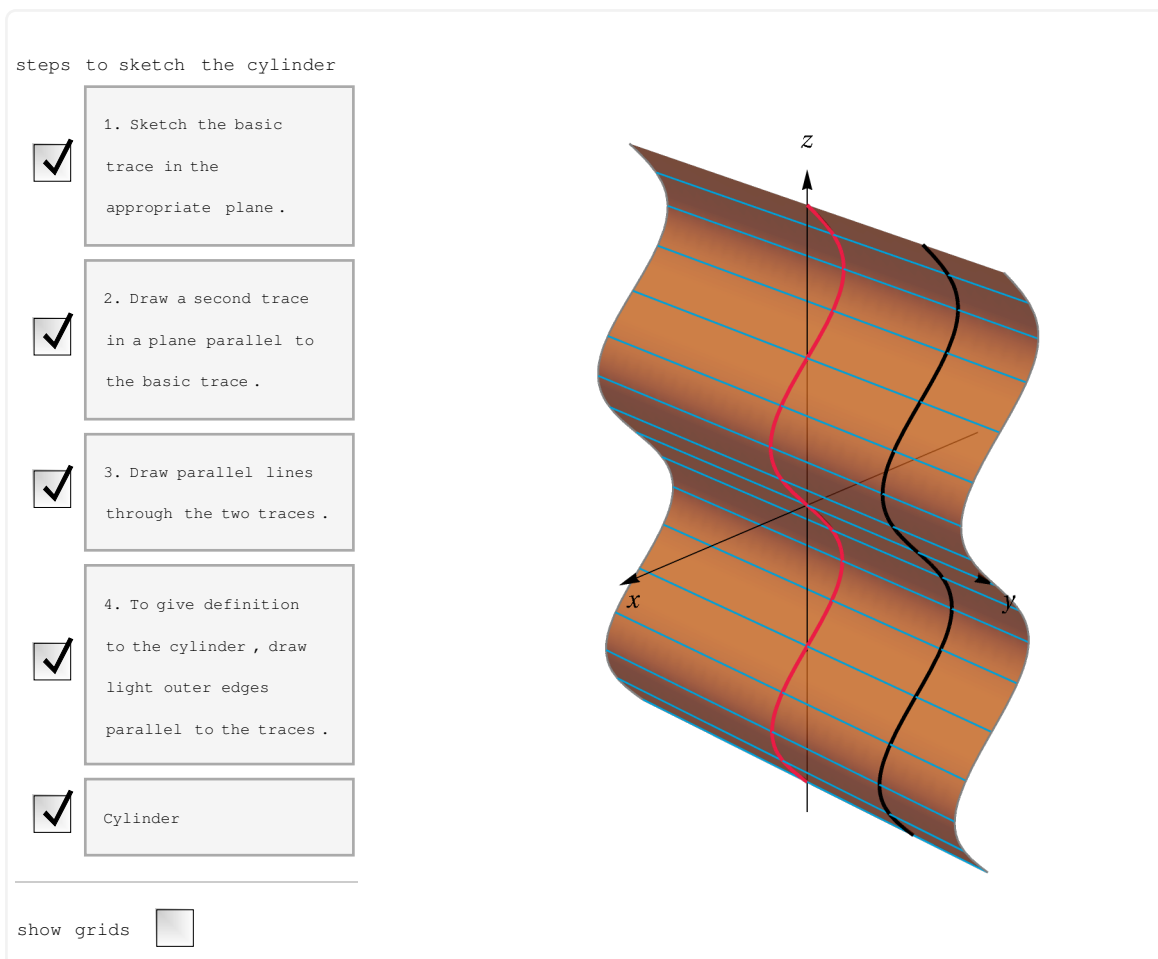 steps to sketch the cylinder
1. Sketch the basic
trace in the
appropriate plane.
2. Draw a second trace
in a plane parallel to
the basic trace.
3. Draw parallel lines
through the two traces.
4. To give definition
to the cylinder, draw
light outer edges
parallel to the traces.
Cylinder
show grids
z
x
y